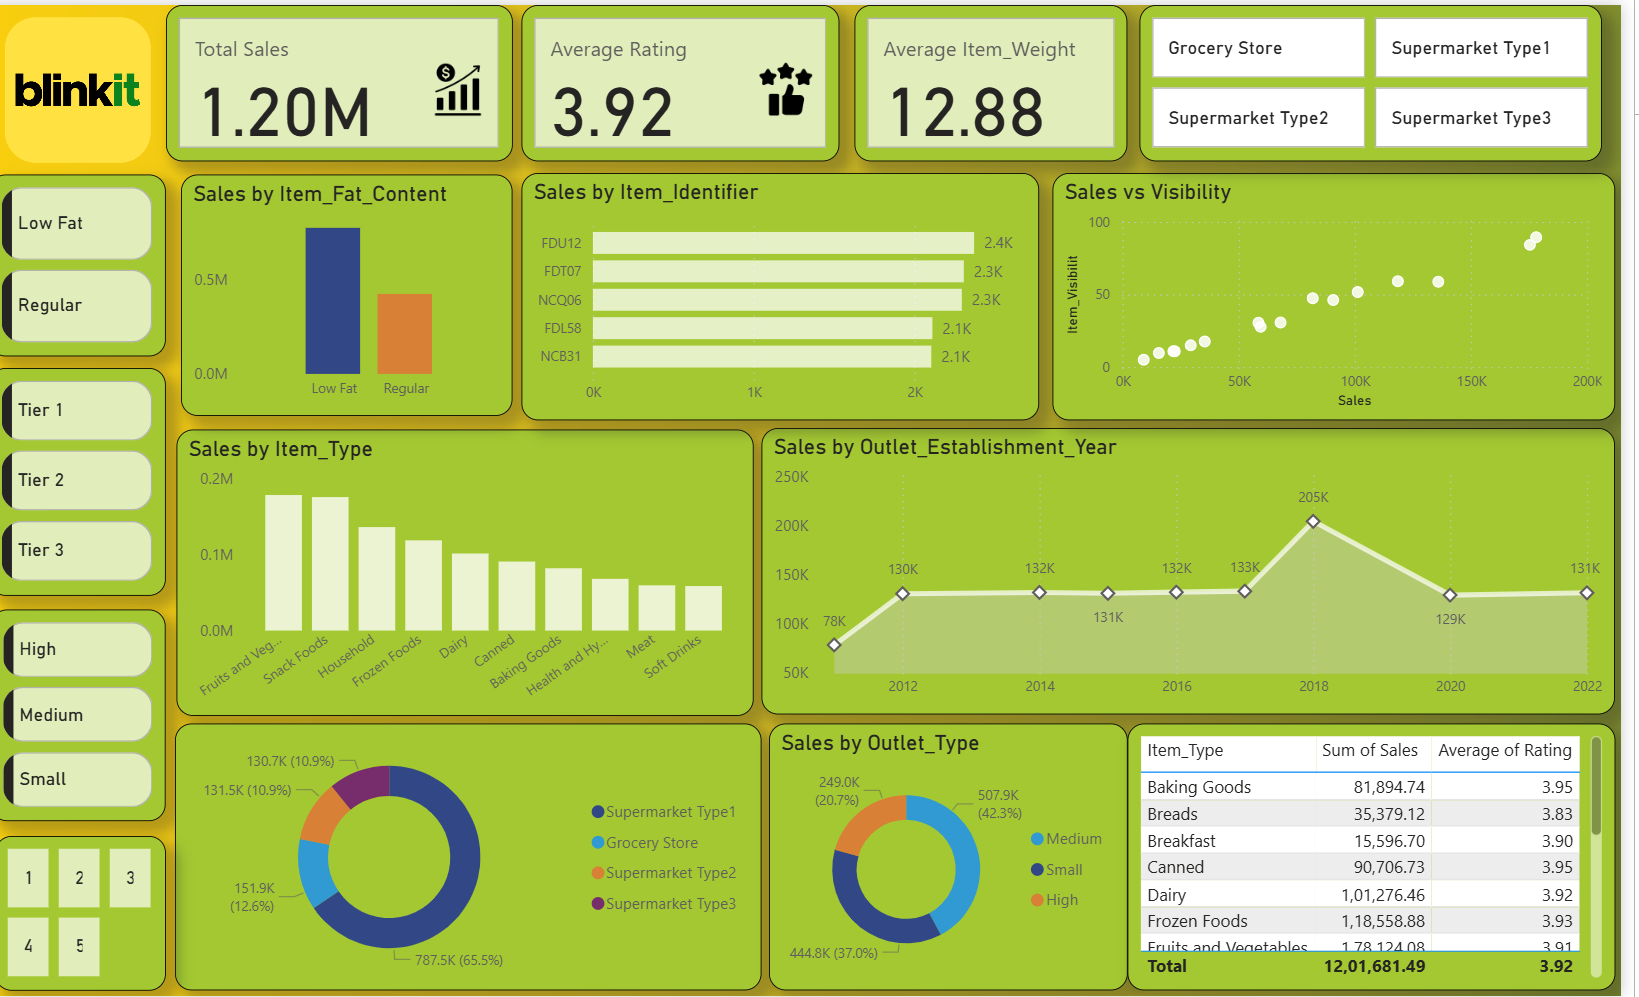 blinkit
Total Sales
1.20M
Average Rating
3.92
Average Item_Weight
12.88
Grocery Store
Supermarket Type1
Supermarket Type2
Supermarket Type3
Low Fat
Regular
Tier 1
Tier 2
Tier 3
High
Medium
Small
1 2 3
4 5
Sales by Item_Fat_Content
0.5M
0.0M
Low Fat Regular
Sales by Item_Identifier
FDU12 2.4K
FDT07 2.3K
NCQ06 2.3K
FDL58 2.1K
NCB31 2.1K
0K 1K 2K
Sales vs Visibility
Item_Visibilit
100
50
0
0K 50K 100K 150K 200K
Sales
Sales by Item_Type
0.2M
0.1M
0.0M
Fruits and Veg...
Snack Foods
Household
Frozen Foods
Dairy
Canned
Baking Goods
Health and Hy...
Meat
Soft Drinks
Sales by Outlet_Establishment_Year
250K
200K
150K
100K
50K
78K
130K
132K
131K
132K
133K
205K
129K
131K
2012 2014 2016 2018 2020 2022
130.7K (10.9%)
131.5K (10.9%)
151.9K
(12.6%)
787.5K (65.5%)
Supermarket Type1
Grocery Store
Supermarket Type2
Supermarket Type3
Sales by Outlet_Type
249.0K
(20.7%)
507.9K
(42.3%)
444.8K (37.0%)
Medium
Small
High
Item_Type Sum of Sales Average of Rating
Baking Goods 81,894.74 3.95
Breads 35,379.12 3.83
Breakfast 15,596.70 3.90
Canned 90,706.73 3.95
Dairy 1,01,276.46 3.92
Frozen Foods 1,18,558.88 3.93
Fruits and Vegetables 1,78,124.08 3.91
Total 12,01,681.49 3.92